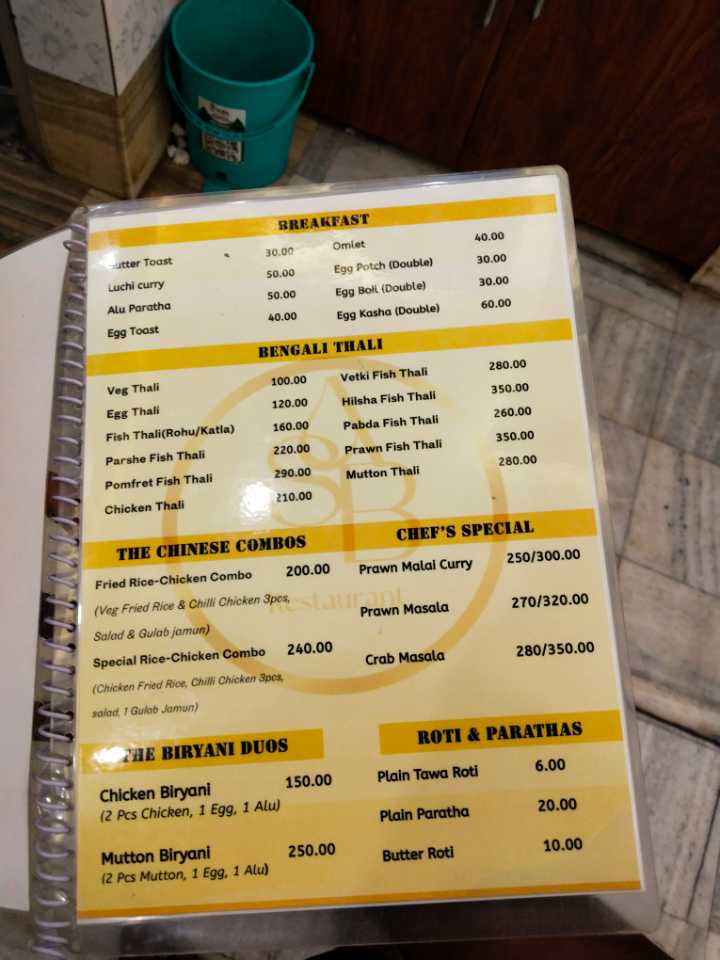 BREAKFAST
Butter Toast 30.00 Omlet 40.00
Luchi curry 50.00 Egg Potch (Double) 30.00
Alu Paratha 50.00 Egg Boil (Double) 30.00
Egg Toast 40.00 Egg Kasha (Double) 60.00
BENGALI THALI
Veg Thali 100.00 Vetki Fish Thali 280.00
Egg Thali 120.00 Hilsha Fish Thali 350.00
Fish Thali(Rohu/Katla) 160.00 Pabda Fish Thali 260.00
Parshe Fish Thali 220.00 Prawn Fish Thali 350.00
Pomfret Fish Thali 290.00 Mutton Thali 280.00
Chicken Thali 210.00
THE CHINESE COMBOS
Fried Rice-Chicken Combo 200.00
(Veg Fried Rice & Chilli Chicken 3pcs,
Salad & Gulab jamun)
Special Rice-Chicken Combo 240.00
(Chicken Fried Rice, Chilli Chicken 3pcs,
salad, 1 Gulab Jamun)
CHEF'S SPECIAL
Prawn Malai Curry 250/300.00
Prawn Masala 270/320.00
Crab Masala 280/350.00
Restaurant
THE BIRYANI DUOS
Chicken Biryani 150.00
(2 Pcs Chicken, 1 Egg, 1 Alu)
Mutton Biryani 250.00
(2 Pcs Mutton, 1 Egg, 1 Alu)
ROTI & PARATHAS
Plain Tawa Roti 6.00
Plain Paratha 20.00
Butter Roti 10.00